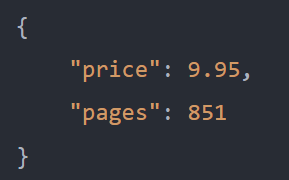 {
    "price": 9.95,
    "pages": 851
}